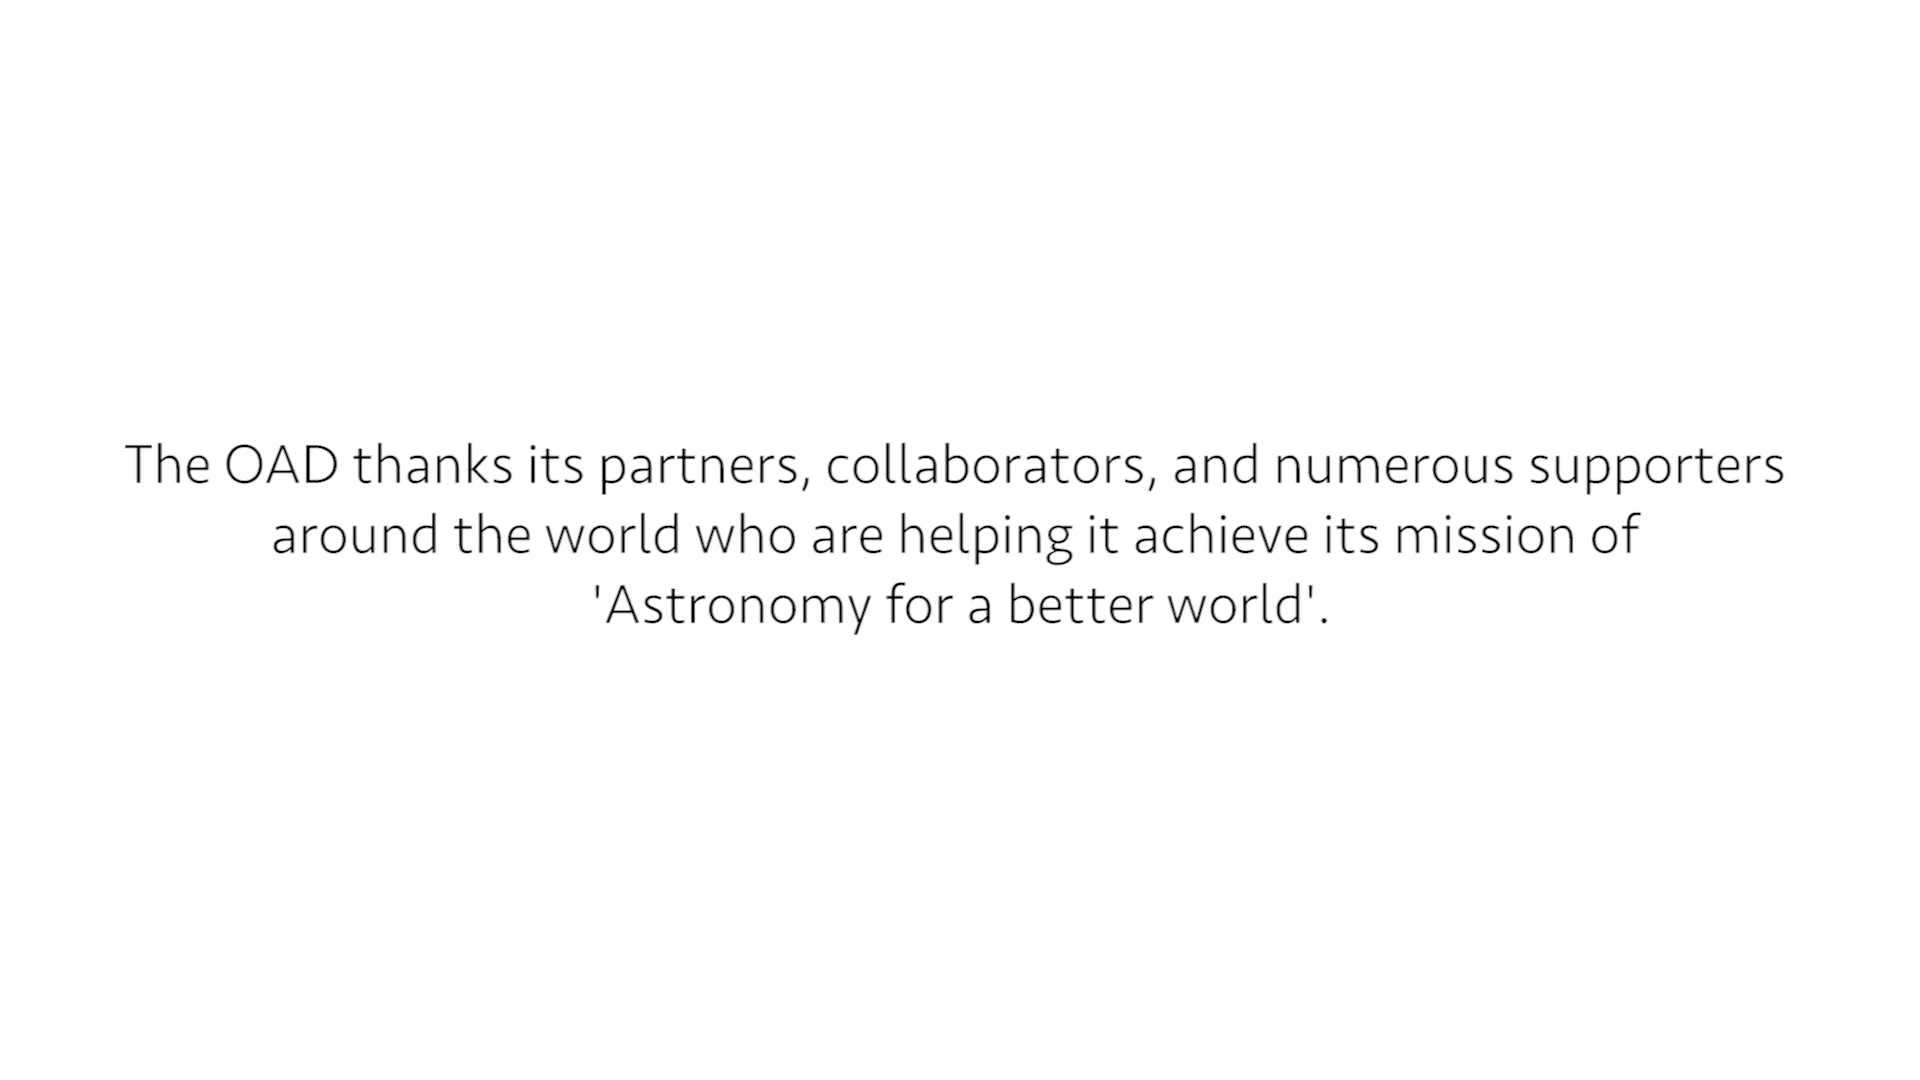 The OAD thanks its partners, collaborators, and numerous supporters
around the world who are helping it achieve its mission of
'Astronomy for a better world'.